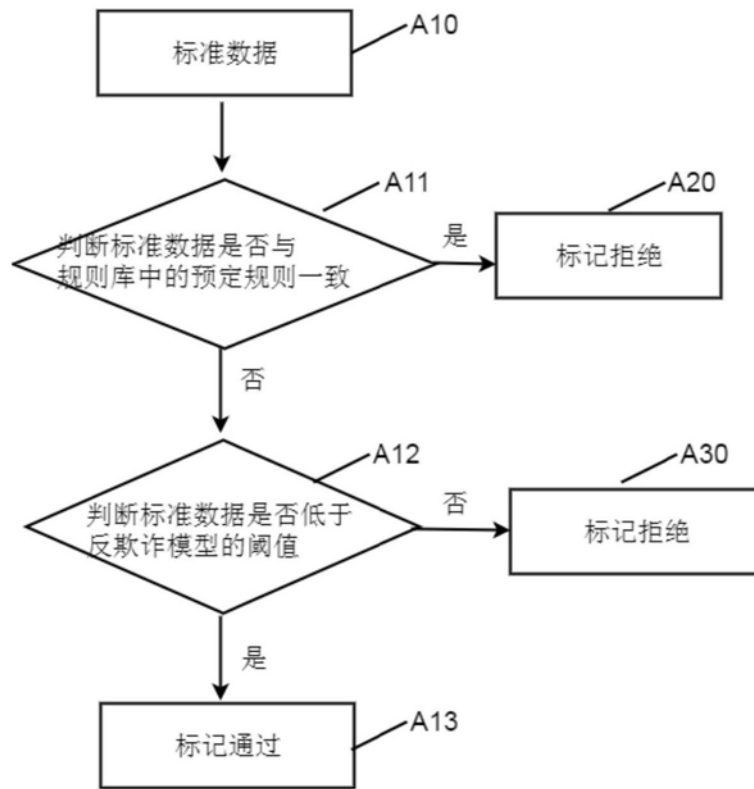 标准数据
A10
A11
判断标准数据是否与
规则库中的预定规则一致
是
A20
标记拒绝
否
A12
判断标准数据是否低于
反欺诈模型的阈值
否
A30
标记拒绝
是
标记通过
A13